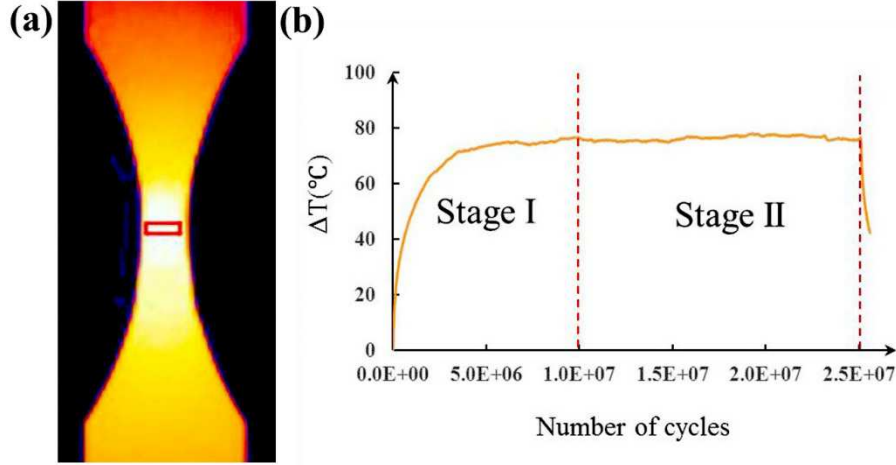 (a)
(b)
100
80
60
40
20
0
ΔT(℃)
Stage I
Stage II
0.0E+00 5.0E+06 1.0E+07 1.5E+07 2.0E+07 2.5E+07
Number of cycles